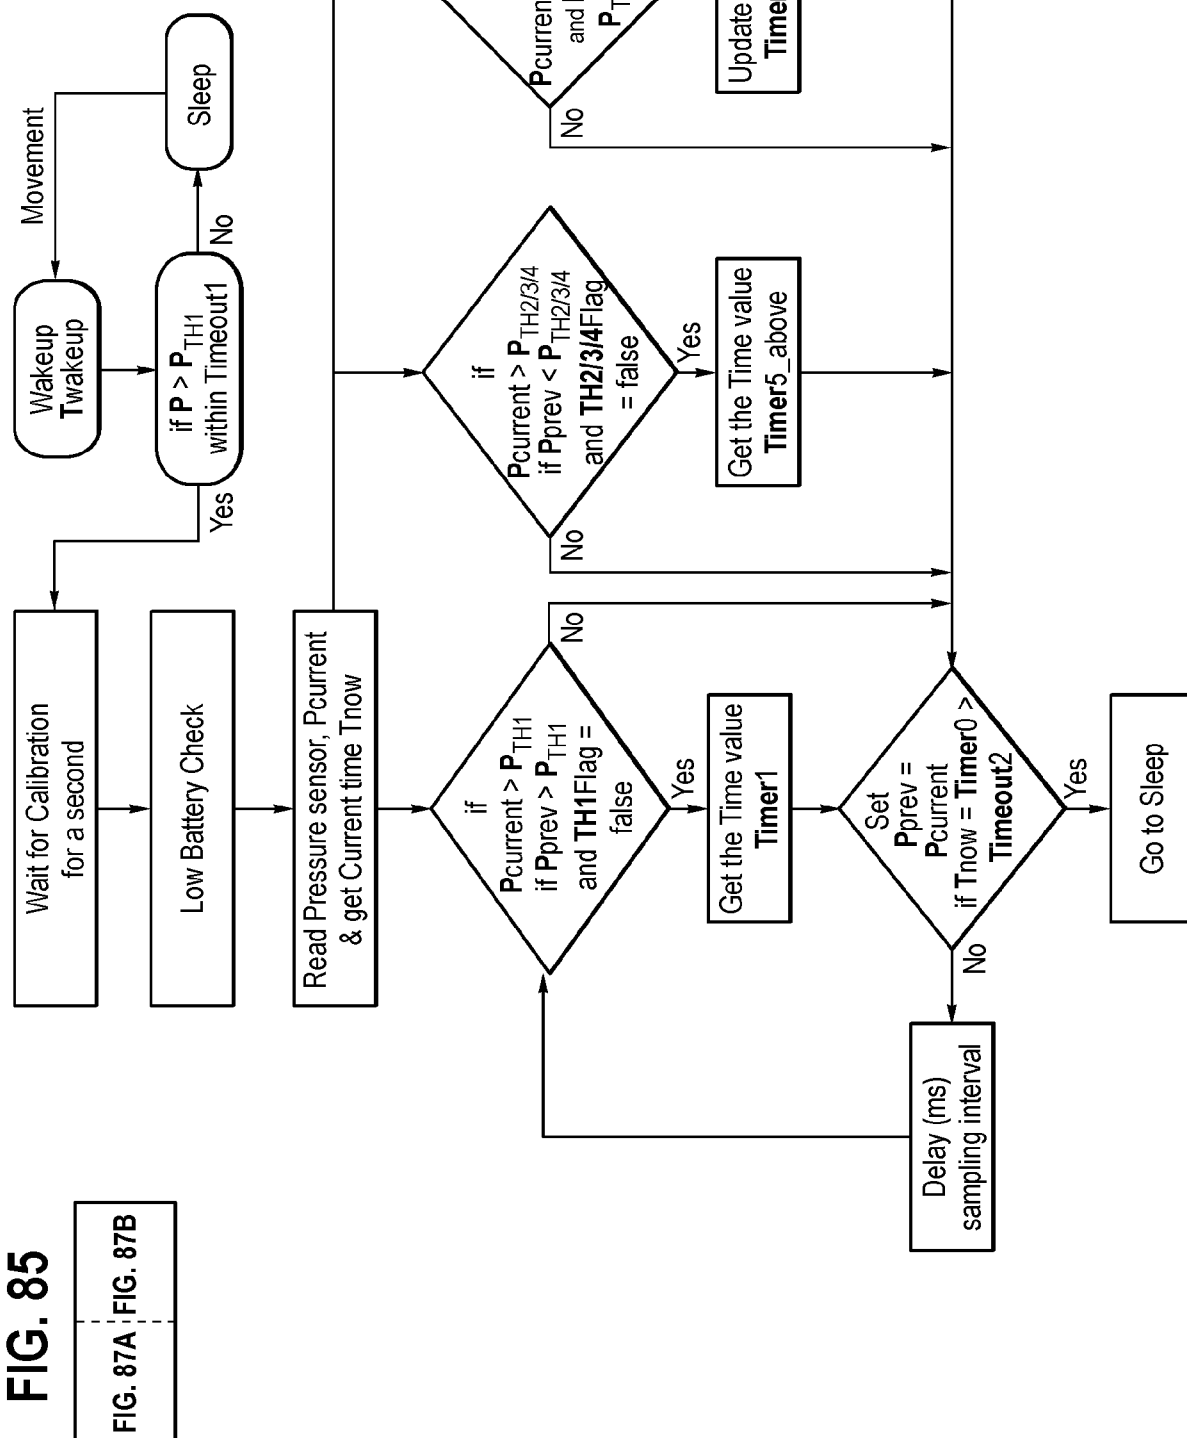 FIG. 85
FIG. 87A
FIG. 87B
Wakeup
Twakeup
Movement
Sleep
if P > PTH1
within Timeout1
No
Yes
Wait for Calibration
for a second
Low Battery Check
Read Pressure sensor, Pcurrent
& get Current time Tnow
if
Pcurrent > PTH1
if Pprev > PTH1
and TH1Flag =
false
No
Yes
Get the Time value
Timer1
if
Pcurrent > PTH2/3/4
if Pprev < PTH2/3/4
and TH2/3/4Flag
= false
No
Yes
Get the Time value
Timer5_above
Pcurren
and
PT
No
Update
Time
Set
Pprev =
Pcurrent
if Tnow = Timer0 >
Timeout2
No
Yes
Delay (ms)
sampling interval
Go to Sleep